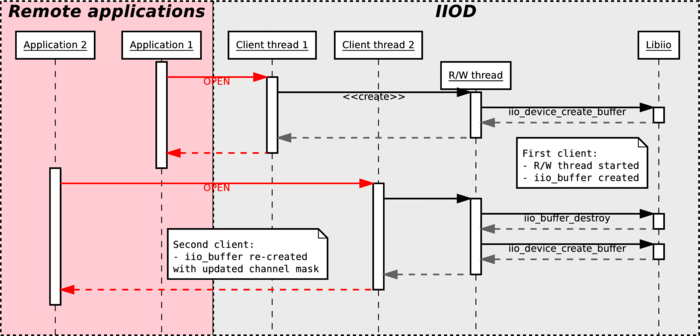 Remote applications
IIOD
Application 2
Application 1
Client thread 1
Client thread 2
Libiio
R/W thread
OPEN
<<create>>
iio_device_create_buffer
First client:
- R/W thread started
- iio_buffer created
OPEN
iio_buffer_destroy
Second client:
- iio_buffer re-created
with updated channel mask
iio_device_create_buffer